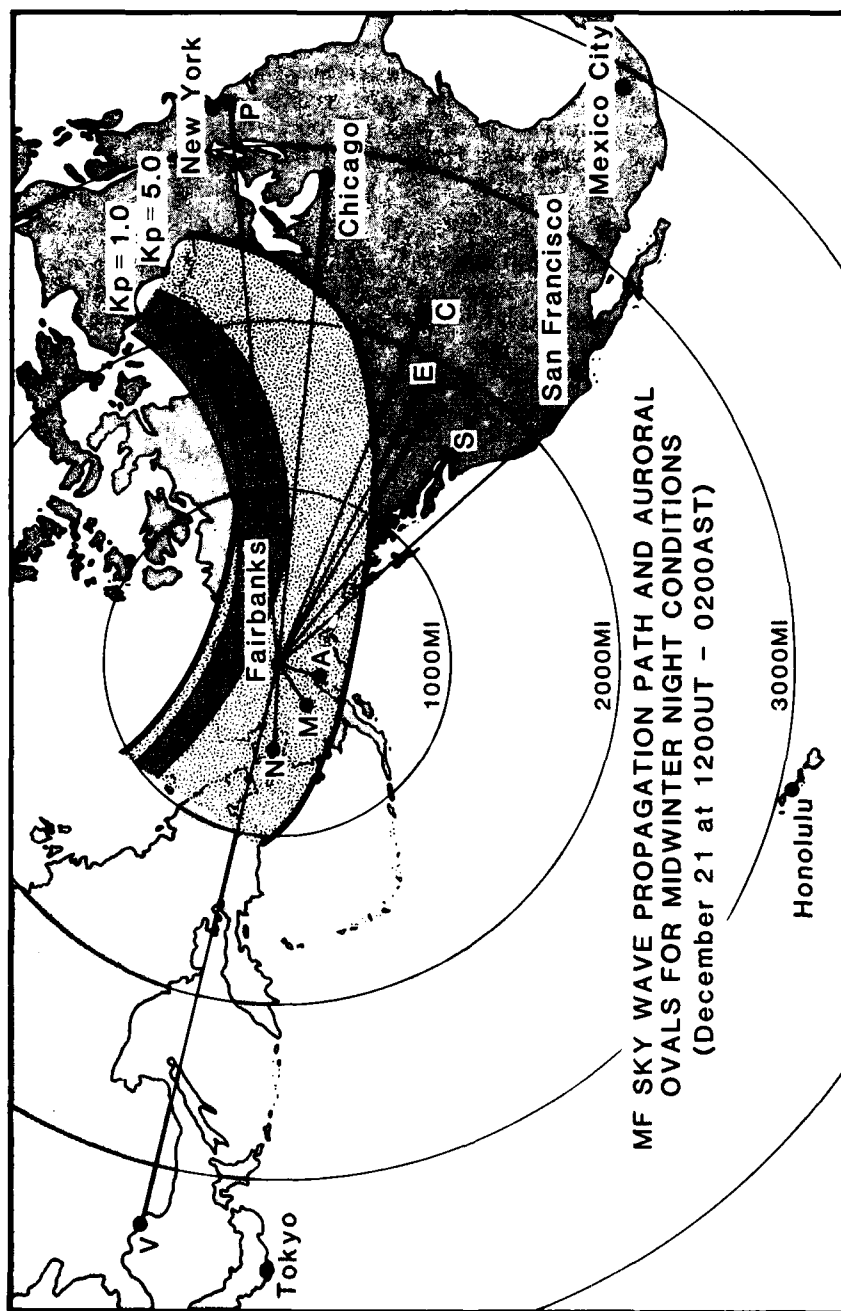 Kp = 1.0
Kp = 5.0
New York
P
Chicago
Fairbanks
C
E
S
A
M
N
V
Tokyo
San Francisco
Mexico City
1000MI
2000MI
3000MI
Honolulu
MF SKY WAVE PROPAGATION PATH AND AURORAL
OVALS FOR MIDWINTER NIGHT CONDITIONS
(December 21 at 1200UT - 0200AST)